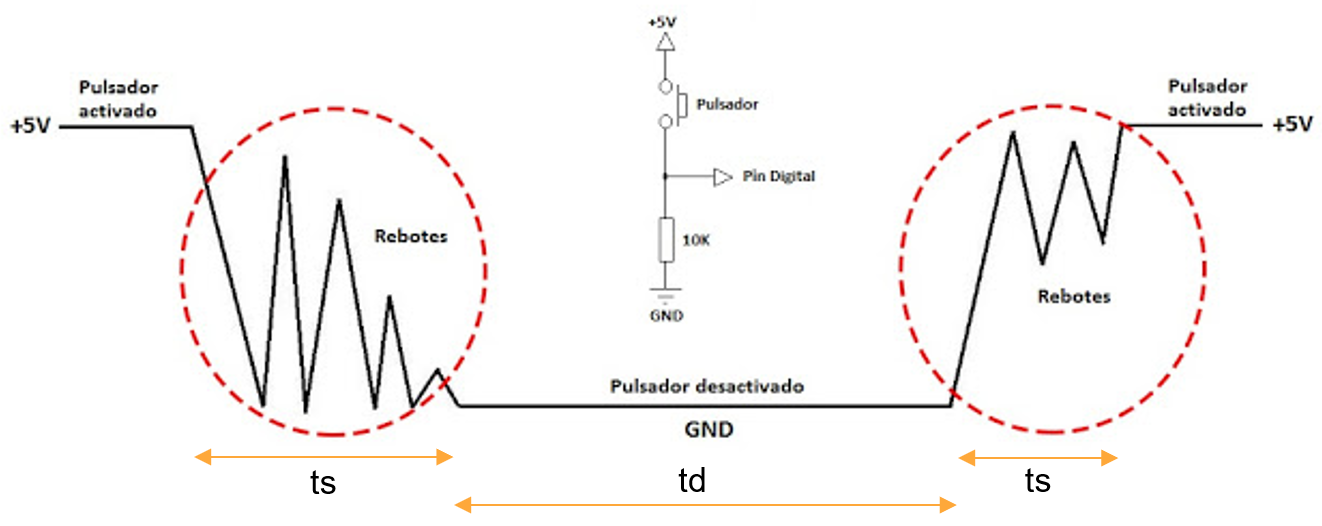 +5V
Pulsador
activado
+5V
Rebotes
Pulsador
Pin Digital
10K
GND
Pulsador
activado
+5V
Rebotes
Pulsador desactivado
GND
ts
td
ts